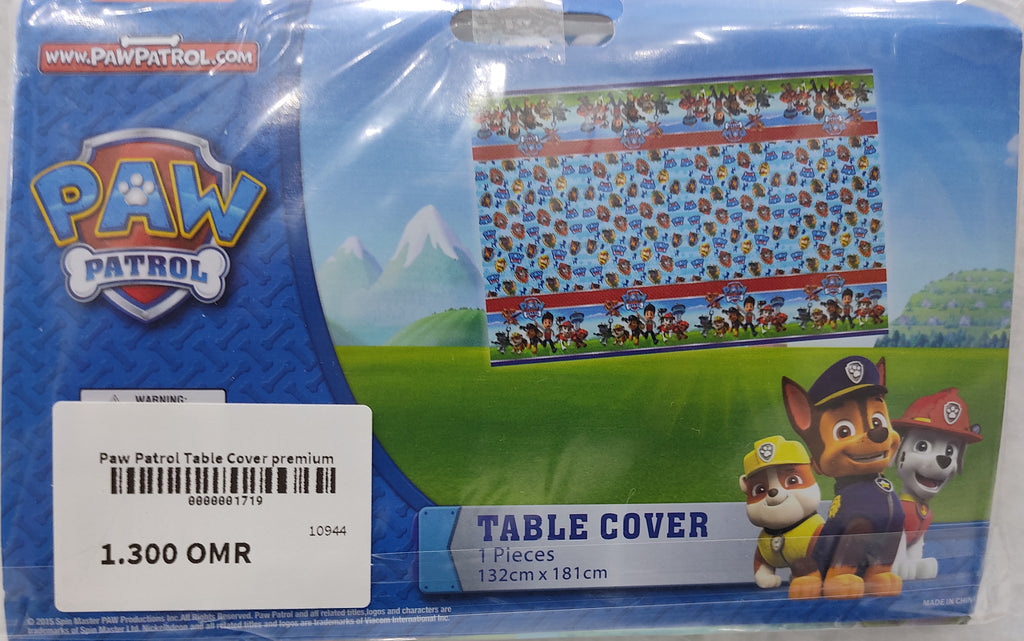 www.PAWPATROL.COM
PAW
PATROL
WARNING:
Paw Patrol Table Cover premium
0000001719
10944
1.300 OMR
TABLE COVER
1 Pieces
132cm x 181cm
MADE IN CHINA
© 2015 Spin Master PAW Productions Inc.All Rights Reserved. Paw Patrol and all related titles,logos and characters are
trademarks of Spin Master Ltd. Nickelodeon and all related titles and logos are trademarks of Viacom International Inc.